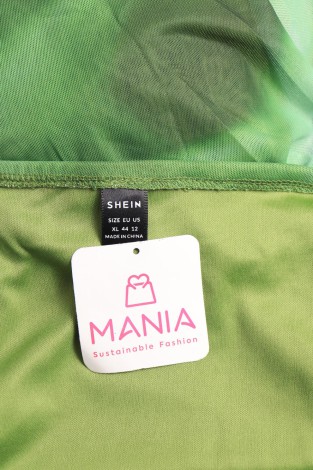 SHEIN
SIZE EU US
XL 44 12
MADE IN CHINA
MANIA
Sustainable Fashion